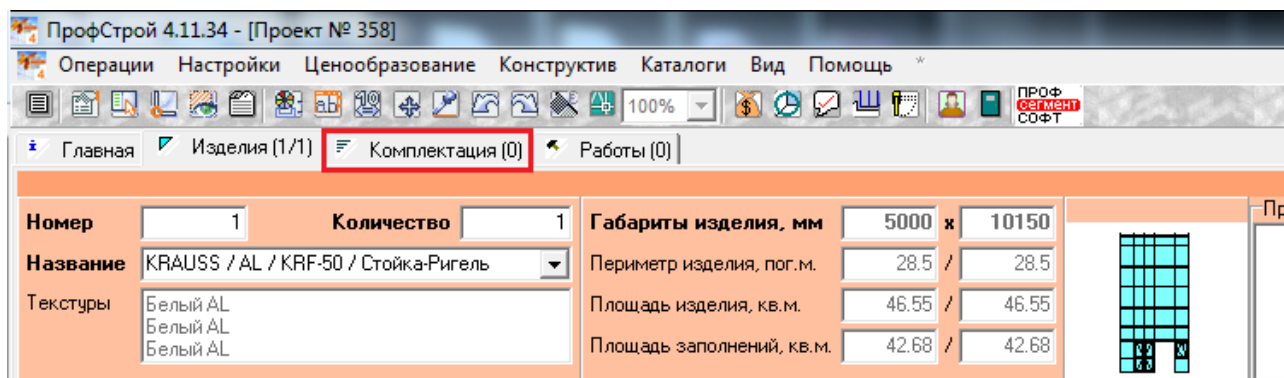 ПрофСтрой 4.11.34 - [Проект № 358]
Операции Настройки Ценообразование Конструктив Каталоги Вид Помощь *
100% ПРОФ
сегмент
СОФТ
Главная Изделия (1/1) Комплектация (0) Работы (0)
Номер 1 Количество 1 Габариты изделия, мм 5000 x 10150
Название KRAUSS / AL / KRF-50 / Стойка-Ригель Периметр изделия, пог.м. 28.5 / 28.5
Текстуры Белый AL Площадь изделия, кв.м. 46.55 / 46.55
Белый AL
Белый AL Площадь заполнений, кв.м. 42.68 / 42.68